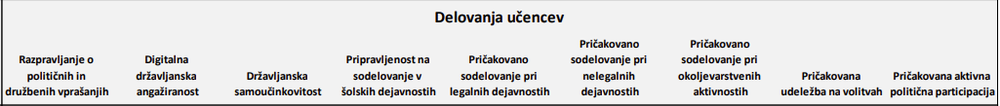 Delovanja učencev
Razpravljanje o
političnih in
družbenih vprašanjih
Digitalna
državljanska
angažiranost
Državljanska
samoučinkovitost
Pripravljenost na
sodelovanje v
šolskih dejavnostih
Pričakovano
sodelovanje pri
legalnih dejavnostih
Pričakovano
sodelovanje pri
nelegalnih
dejavnostih
Pričakovano
sodelovanje pri
okoljevarstvenih
aktivnostih
Pričakovana
udeležba na volitvah
Pričakovana aktivna
politična participacija